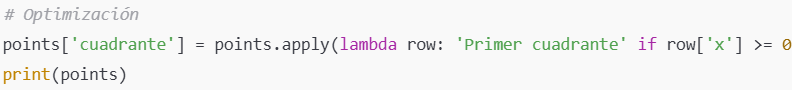 # Optimización
points['cuadrante'] = points.apply(lambda row: 'Primer cuadrante' if row['x'] >= 0
print(points)